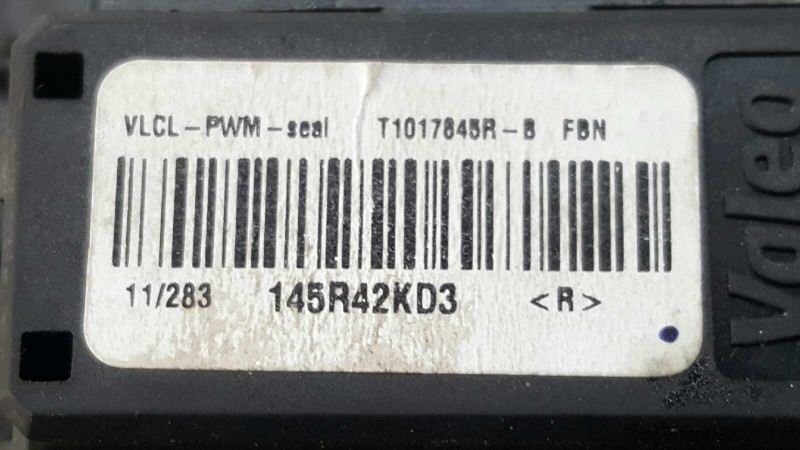 VLCL-PWM-seal T1017845R-B FBN
11/283 145R42KD3 <R>
Valeo